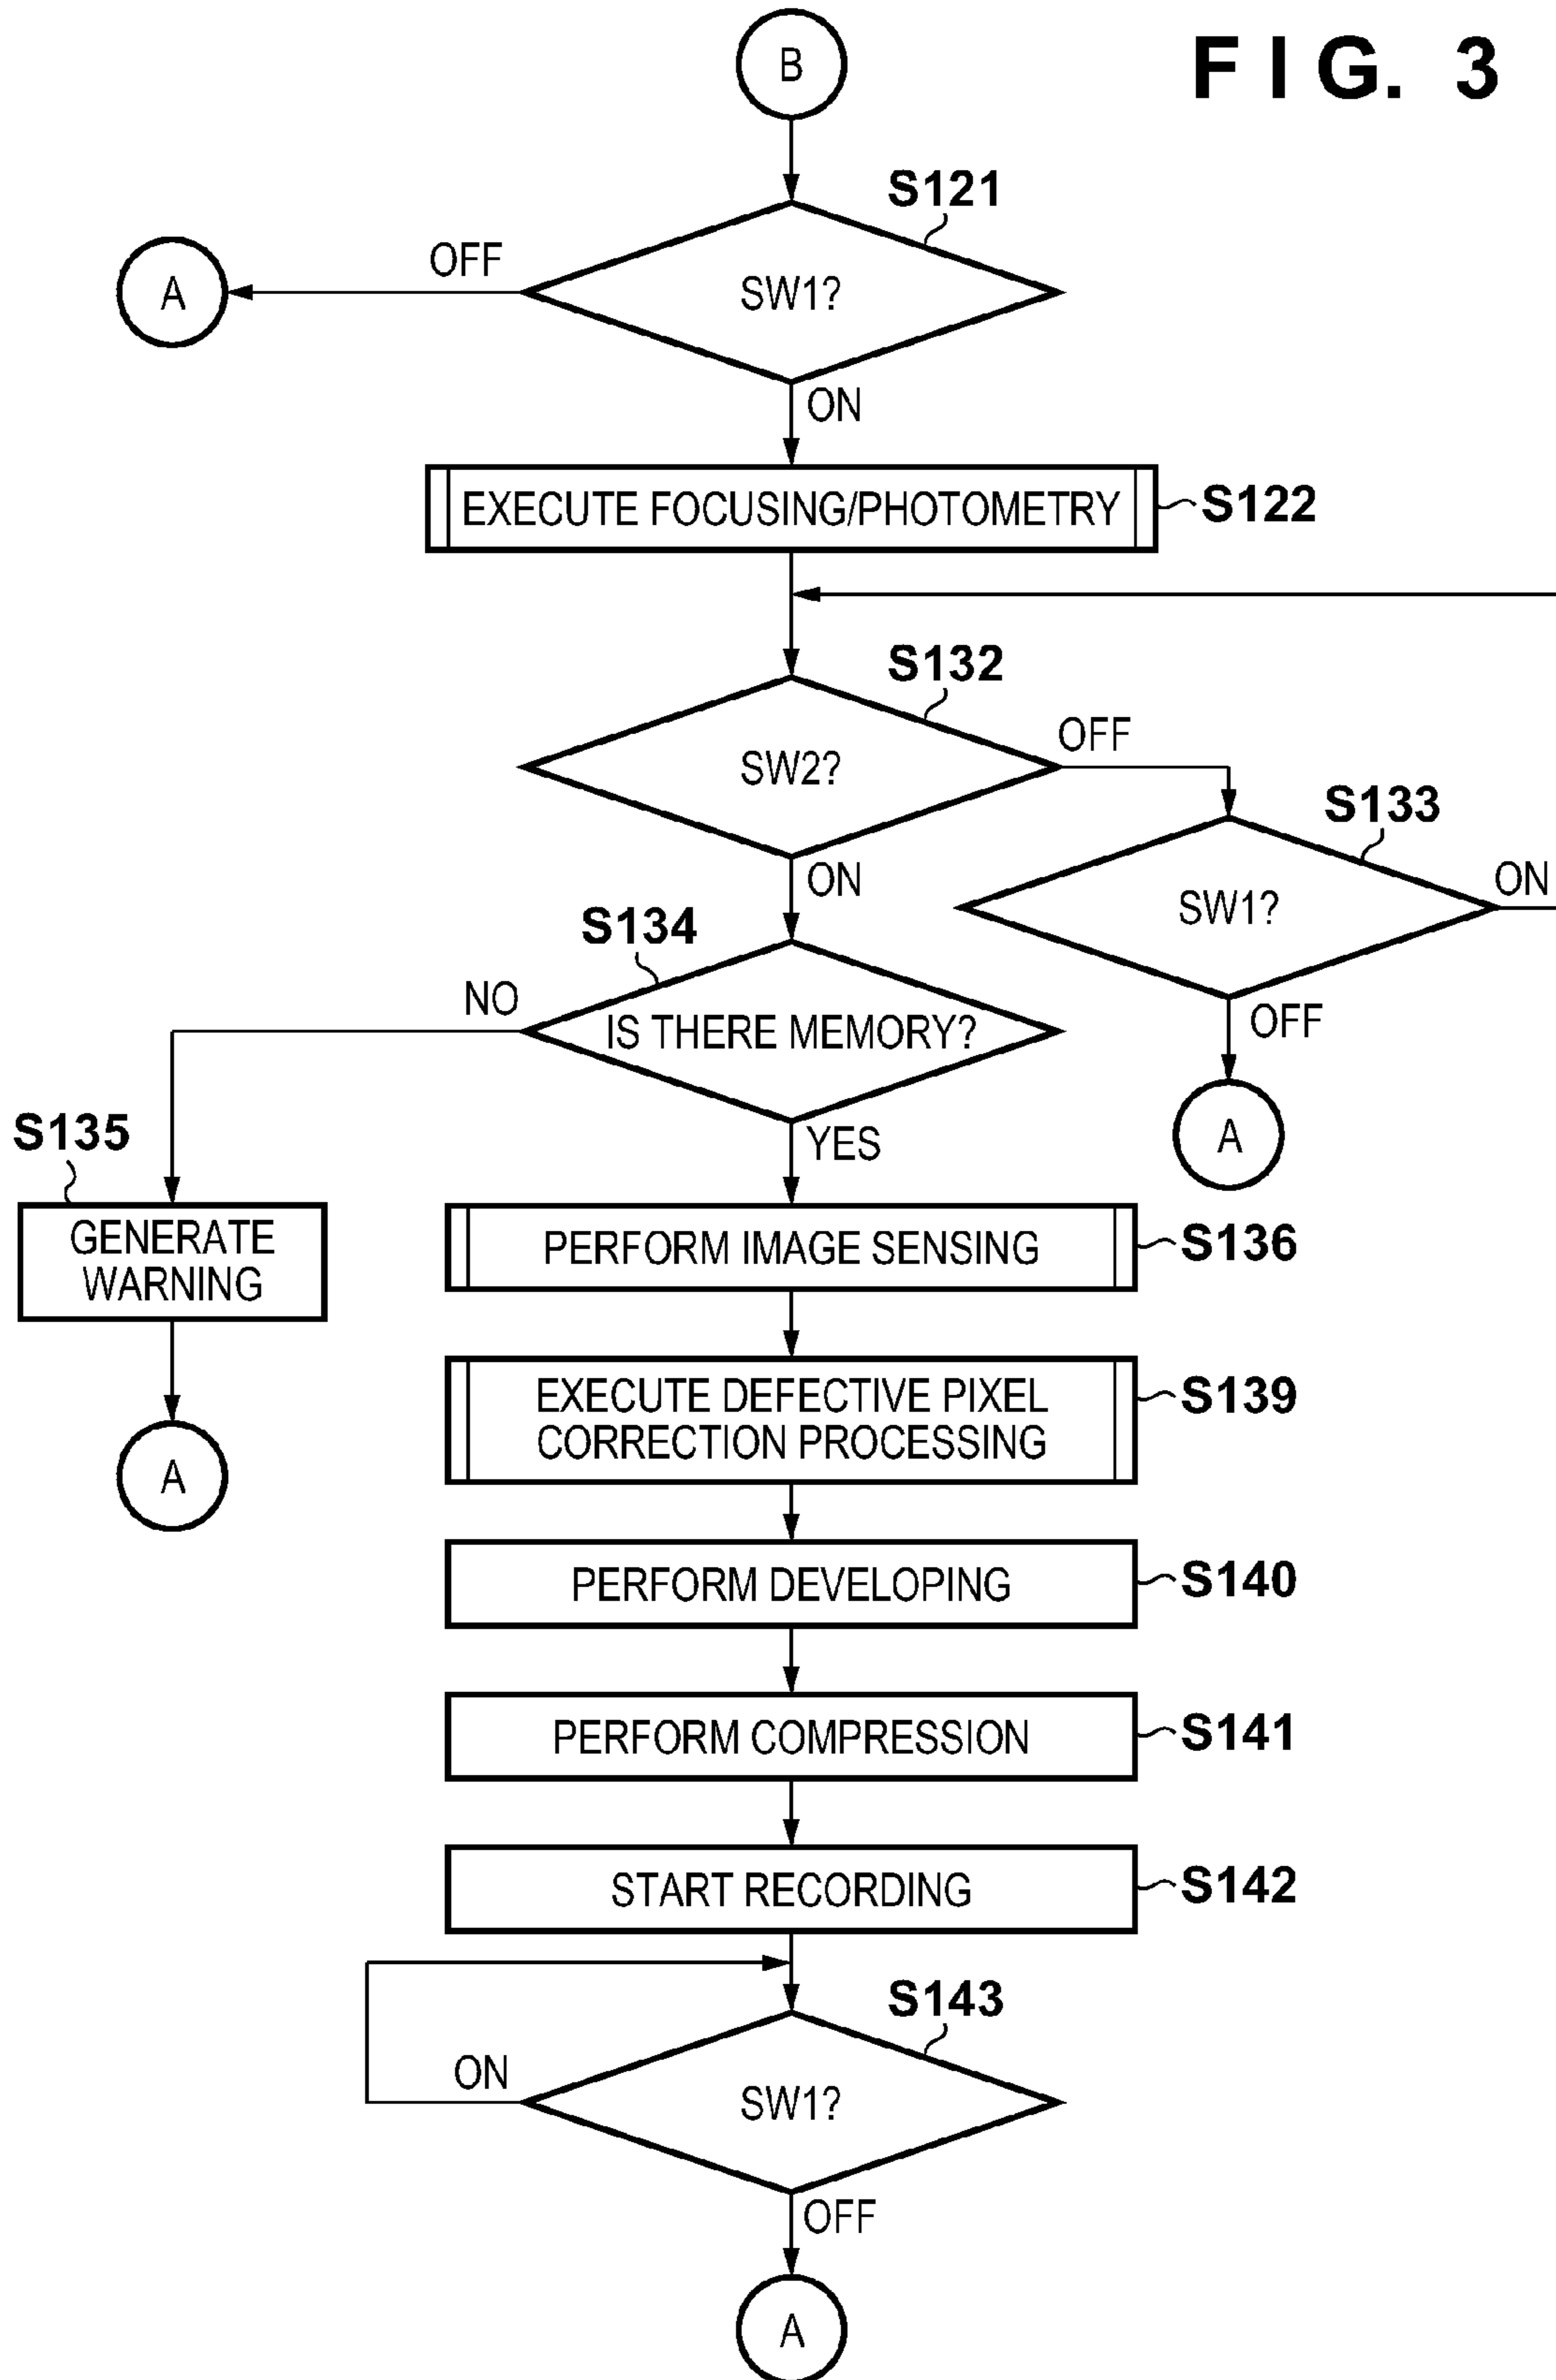 FIG. 3
B
S121
OFF
A
SW1?
ON
EXECUTE FOCUSING/PHOTOMETRY
S122
S132
SW2?
OFF
S133
ON
SW1?
ON
S134
NO
IS THERE MEMORY?
OFF
S135
YES
A
GENERATE
WARNING
PERFORM IMAGE SENSING
S136
EXECUTE DEFECTIVE PIXEL
CORRECTION PROCESSING
S139
A
PERFORM DEVELOPING
S140
PERFORM COMPRESSION
S141
START RECORDING
S142
S143
ON
SW1?
OFF
A